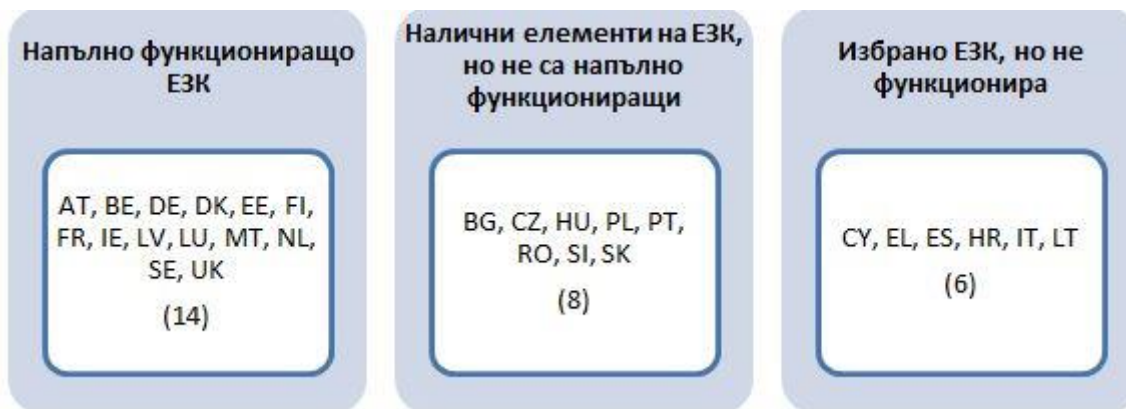 Напълно функциониращо
ЕЗК
AT, BE, DE, DK, EE, FI,
FR, IE, LV, LU, MT, NL,
SE, UK
(14)
Налични елементи на ЕЗК,
но не са напълно
функциониращи
BG, CZ, HU, PL, PT,
RO, SI, SK
(8)
Избрано ЕЗК, но не
функционира
CY, EL, ES, HR, IT, LT
(6)